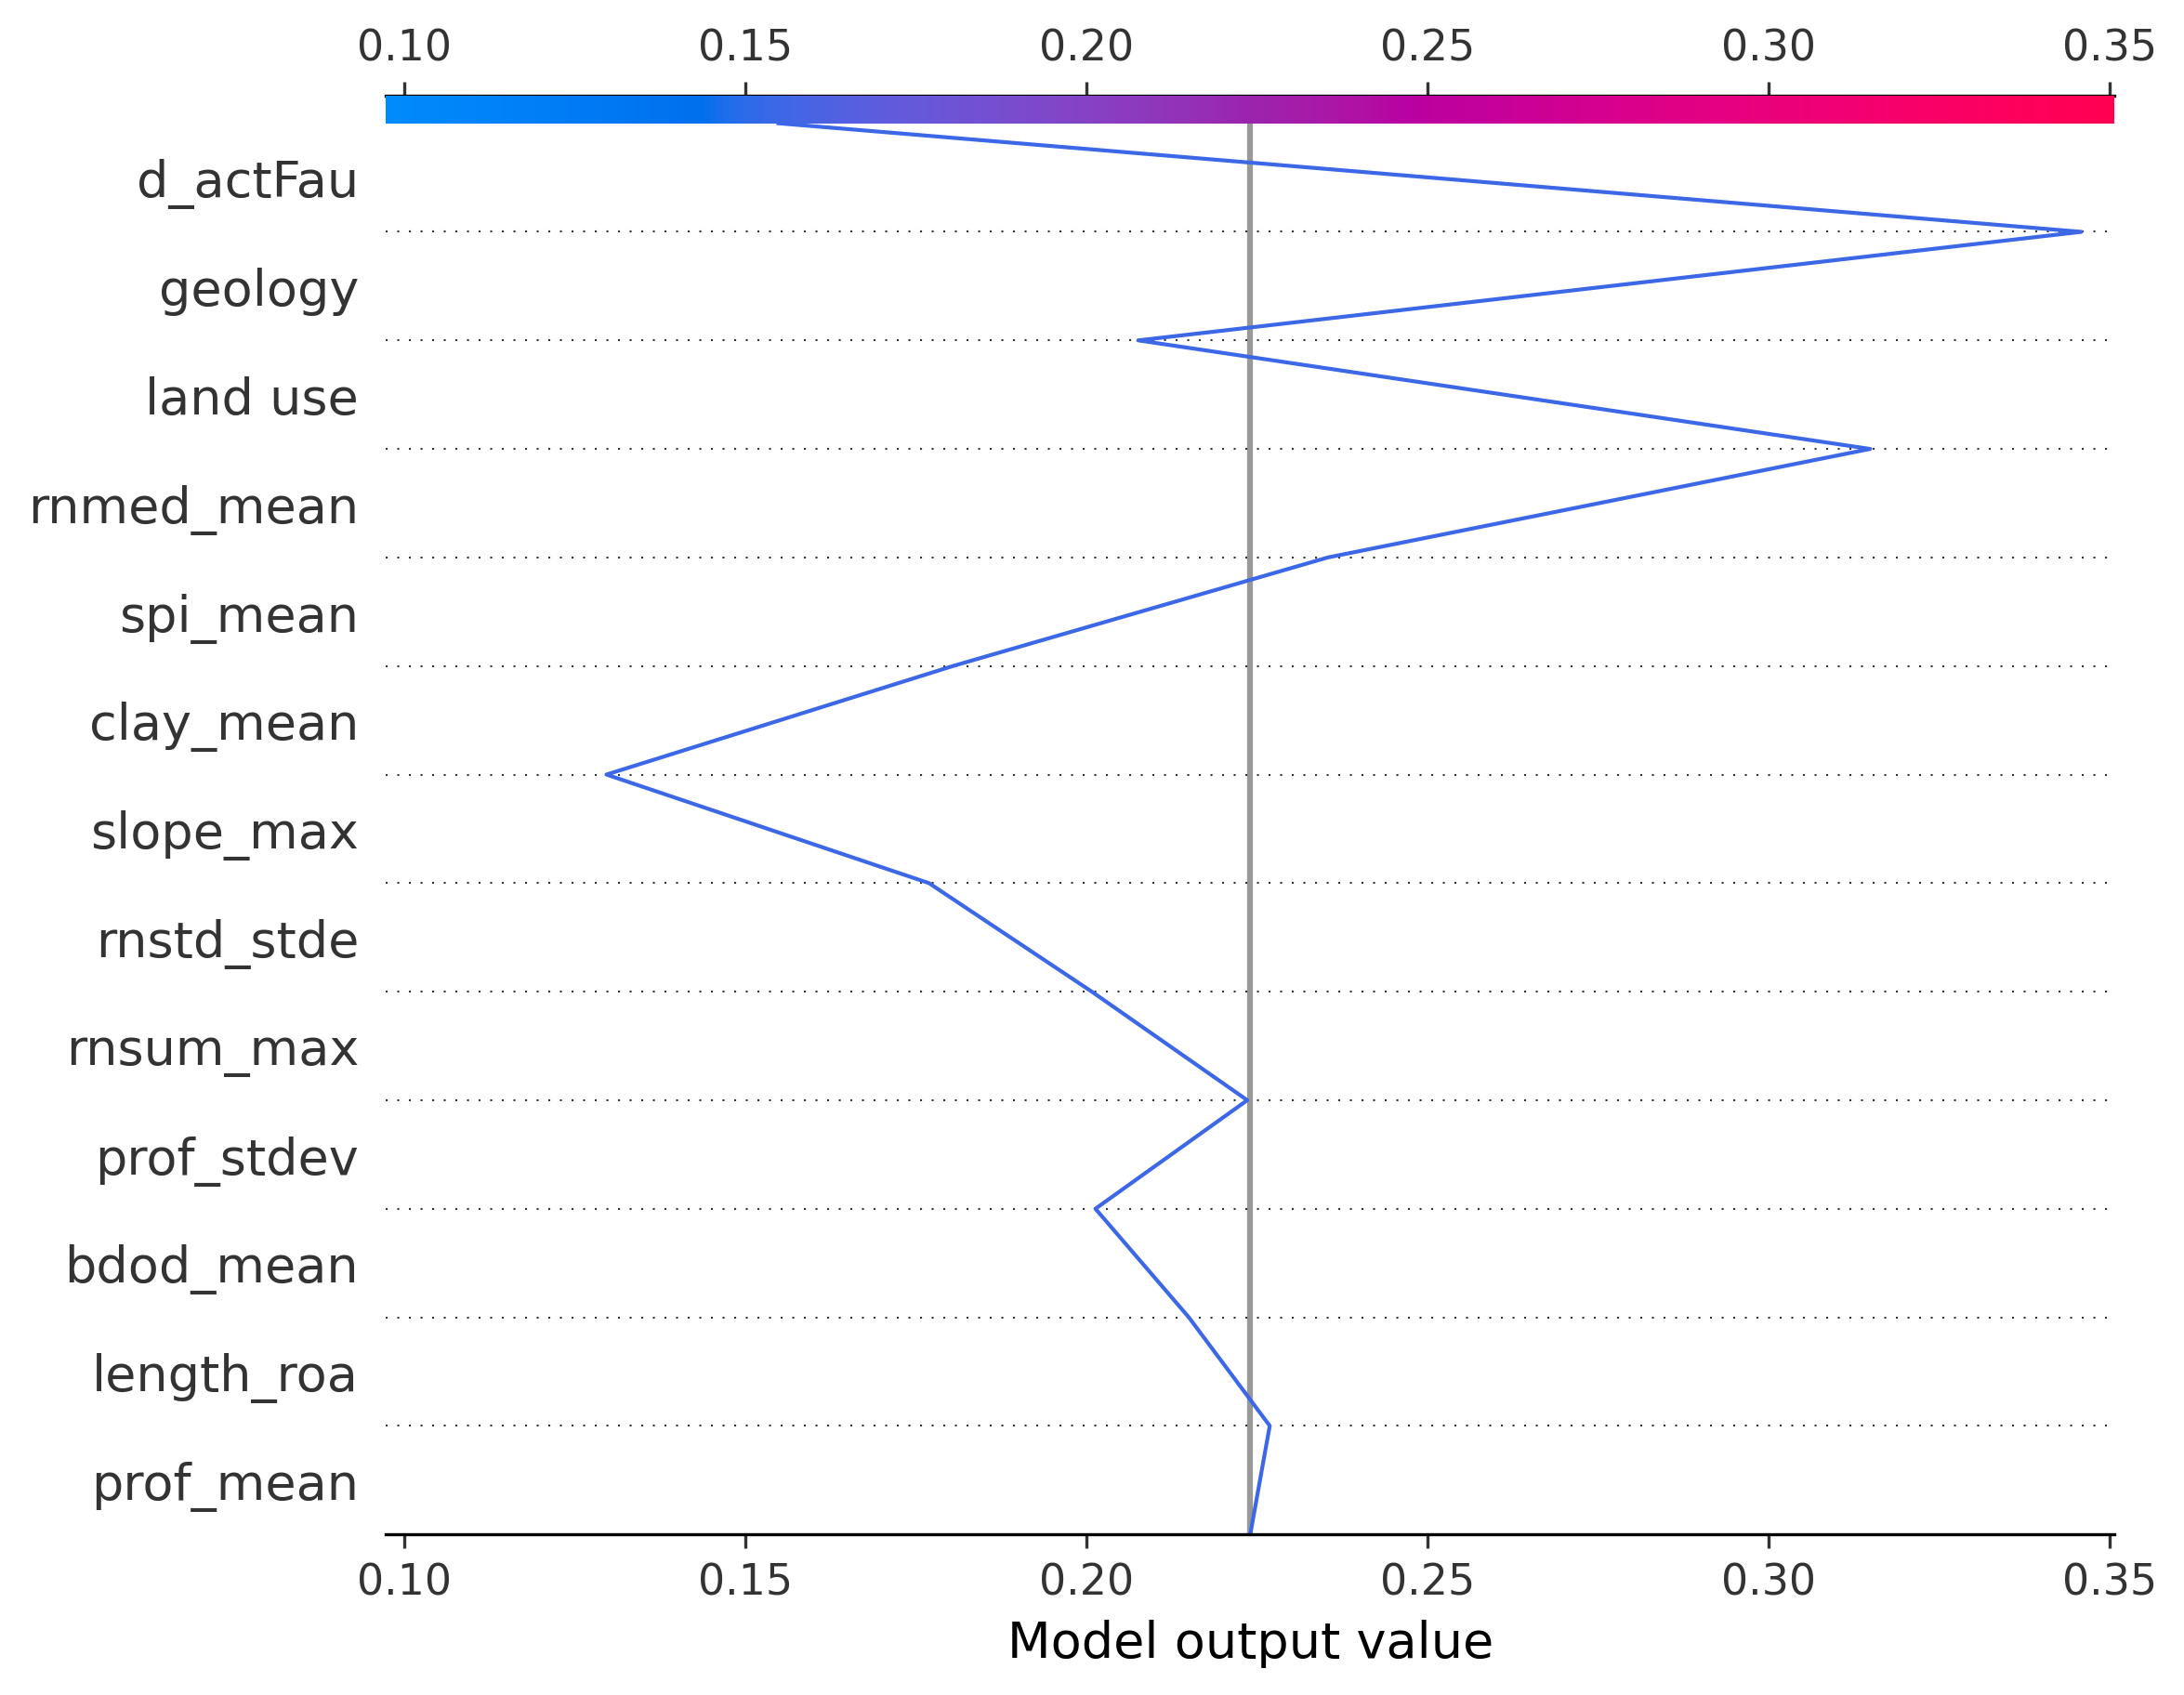 0.10 0.15 0.20 0.25 0.30 0.35
d_actFau
geology
land use
rnmed_mean
spi_mean
clay_mean
slope_max
rnstd_stde
rnsum_max
prof_stdev
bdod_mean
length_roa
prof_mean
0.10 0.15 0.20 0.25 0.30 0.35
Model output value